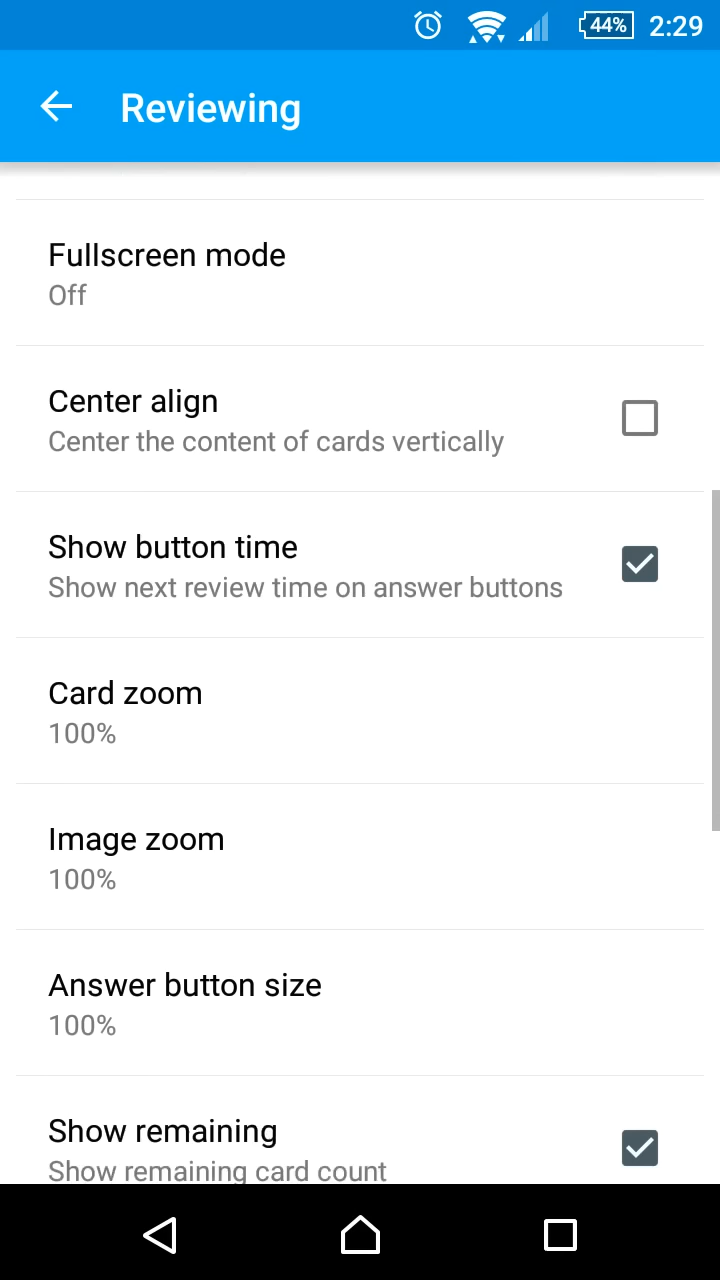 44% 2:29
Reviewing
Fullscreen mode
Off
Center align
Center the content of cards vertically
Show button time
Show next review time on answer buttons
Card zoom
100%
Image zoom
100%
Answer button size
100%
Show remaining
Show remaining card count